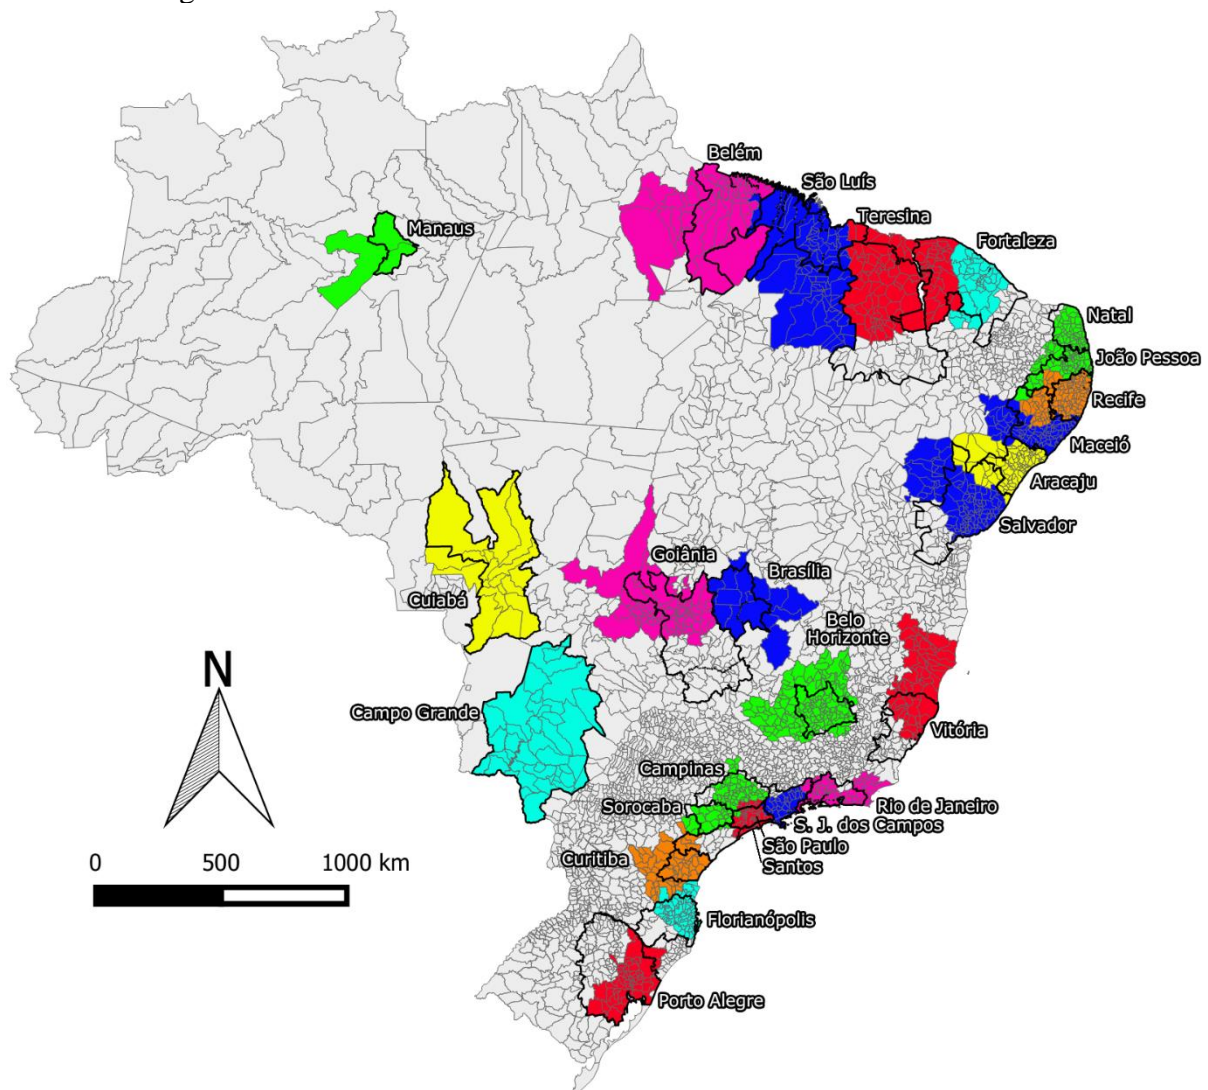 Belém
São Luís
Teresina
Manaus
Fortaleza
Natal
João Pessoa
Recife
Maceió
Aracaju
Salvador
Goiânia
Brasília
Cuiabá
Belo
Horizonte
N
Campo Grande
Vitória
Campinas
Sorocaba
Rio de Janeiro
S. J. dos Campos
São Paulo
Santos
Curitiba
0 500 1000 km
Florianópolis
Porto Alegre